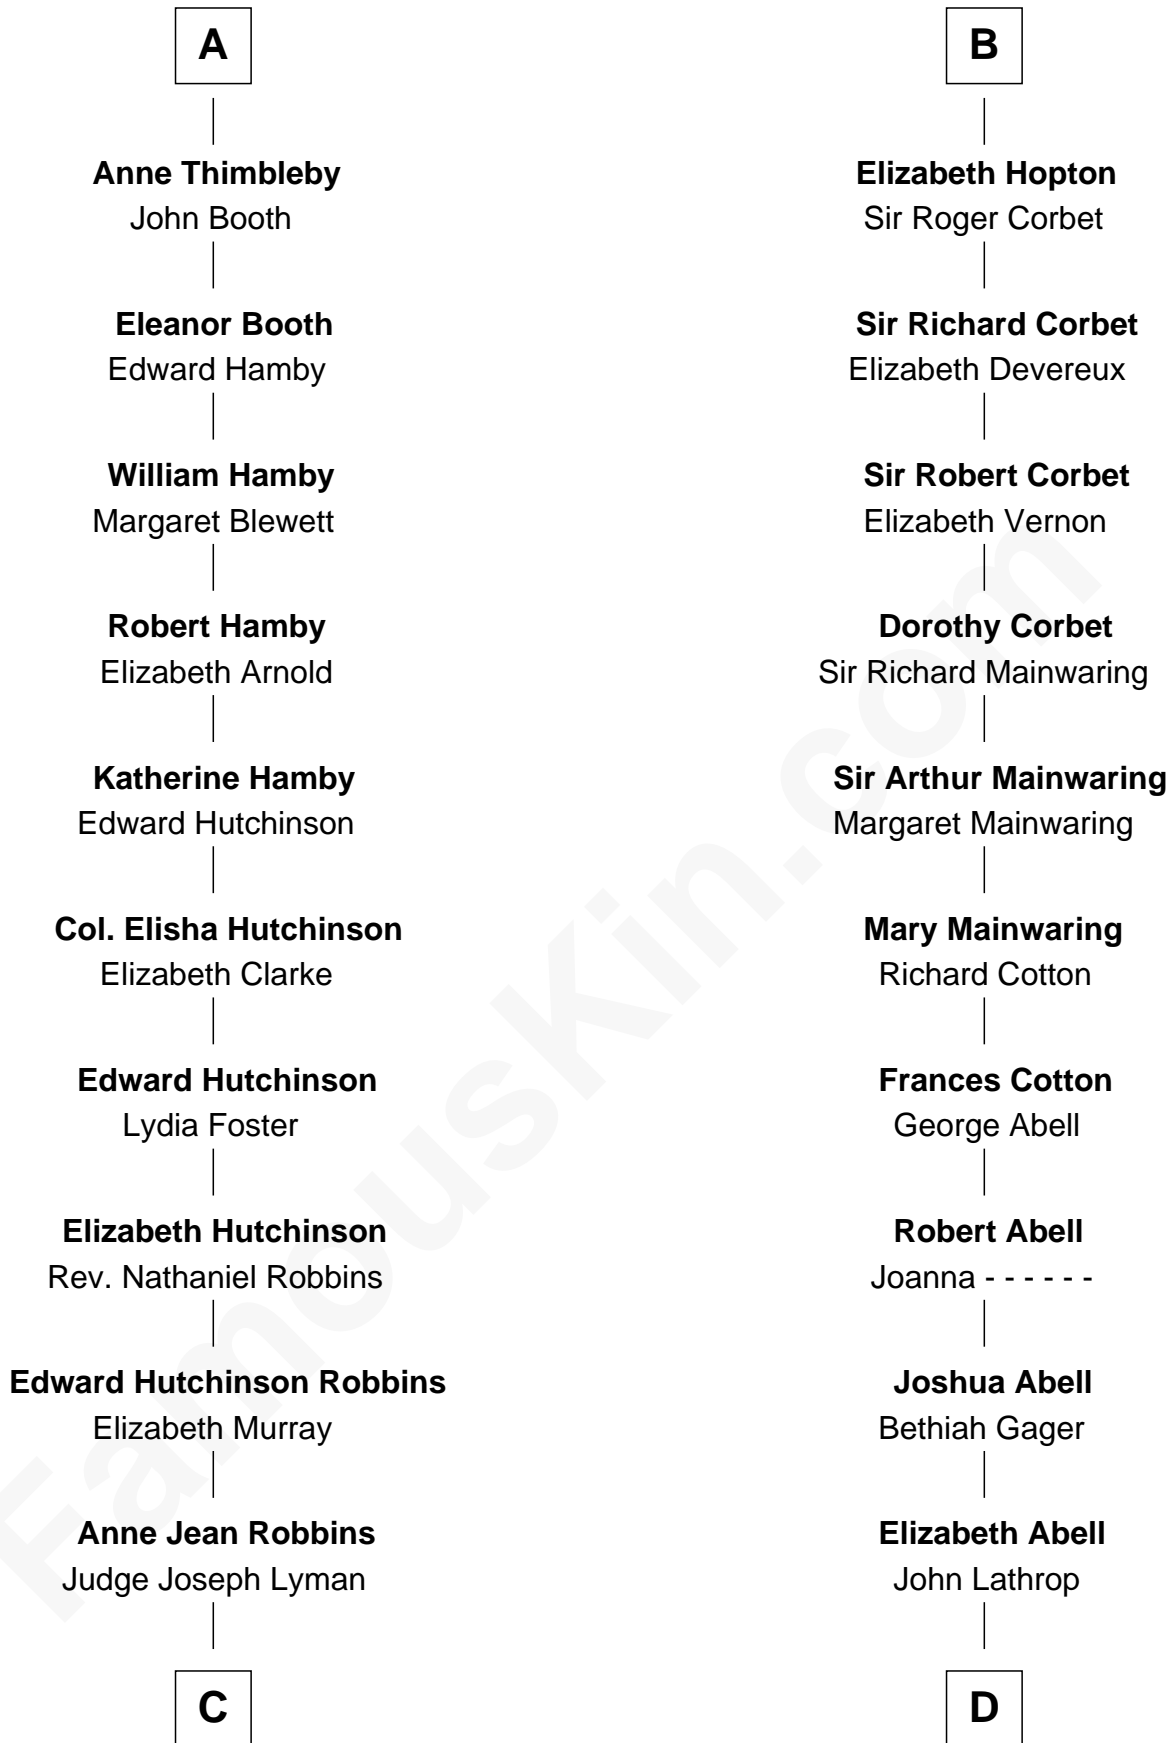 A
Anne Thimbleby
John Booth
Eleanor Booth
Edward Hamby
William Hamby
Margaret Blewett
Robert Hamby
Elizabeth Arnold
Katherine Hamby
Edward Hutchinson
Col. Elisha Hutchinson
Elizabeth Clarke
Edward Hutchinson
Lydia Foster
Elizabeth Hutchinson
Rev. Nathaniel Robbins
Edward Hutchinson Robbins
Elizabeth Murray
Anne Jean Robbins
Judge Joseph Lyman
C
B
Elizabeth Hopton
Sir Roger Corbet
Sir Richard Corbet
Elizabeth Devereux
Sir Robert Corbet
Elizabeth Vernon
Dorothy Corbet
Sir Richard Mainwaring
Sir Arthur Mainwaring
Margaret Mainwaring
Mary Mainwaring
Richard Cotton
Frances Cotton
George Abell
Robert Abell
Joanna - - - - - -
Joshua Abell
Bethiah Gager
Elizabeth Abell
John Lathrop
D
FamousKin.com